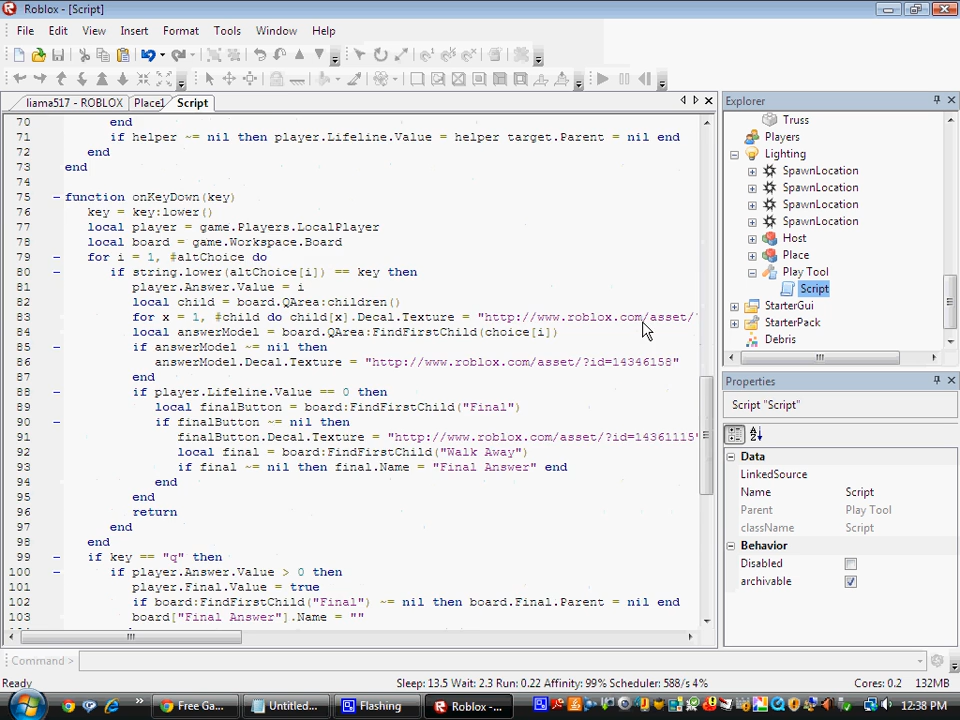 Roblox - [Script]
File Edit View Insert Format Tools Window Help
liama517 - ROBLOX Place1 Script
70 end
71 if helper ~= nil then player.Lifeline.Value = helper target.Parent = nil end
72 end
73 end
74
75 function onKeyDown(key)
76 key = key:lower()
77 local player = game.Players.LocalPlayer
78 local board = game.Workspace.Board
79 for i = 1, #altChoice do
80 if string.lower(altChoice[i]) == key then
81 player.Answer.Value = i
82 local child = board.QArea:children()
83 for x = 1, #child do child[x].Decal.Texture = "http://www.roblox.com/asset/
84 local answerModel = board.QArea:FindFirstChild(choice[i])
85 if answerModel ~= nil then
86 answerModel.Decal.Texture = "http://www.roblox.com/asset/?id=14346158"
87 end
88 if player.Lifeline.Value == 0 then
89 local finalButton = board:FindFirstChild("Final")
90 if finalButton ~= nil then
91 finalButton.Decal.Texture = "http://www.roblox.com/asset/?id=14361115"
92 local final = board:FindFirstChild("Walk Away")
93 if final ~= nil then final.Name = "Final Answer" end
94 end
95 end
96 return
97 end
98 end
99 if key == "q" then
100 if player.Answer.Value > 0 then
101 player.Final.Value = true
102 if board:FindFirstChild("Final") ~= nil then board.Final.Parent = nil end
103 board["Final Answer"].Name = ""
Explorer
Truss
Players
Lighting
SpawnLocation
SpawnLocation
SpawnLocation
SpawnLocation
Host
Place
Play Tool
Script
StarterGui
StarterPack
Debris
Properties
Script "Script"
Data
LinkedSource
Name Script
Parent Play Tool
className Script
Behavior
Disabled
archivable
Command >
Ready Sleep: 13.5 Wait: 2.3 Run: 0.22 Affinity: 99% Scheduler: 588/s 4% Cores: 0.2 132MB
Free Ga... Untitled... Flashing Roblox -... 12:38 PM